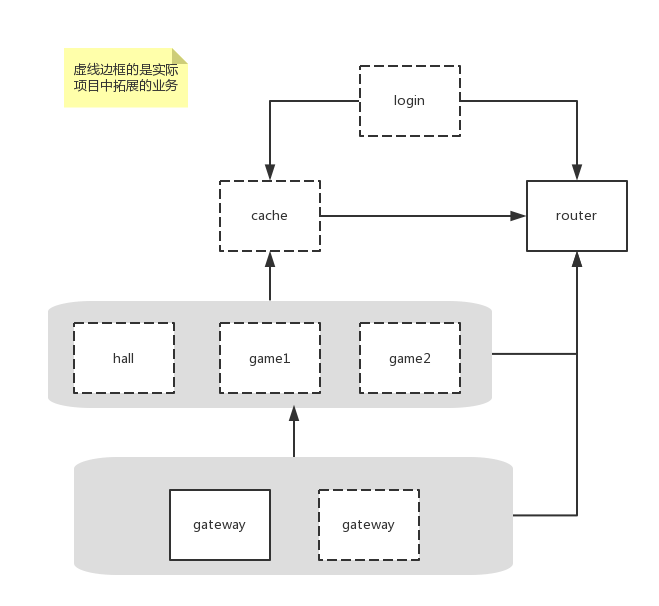 虚线边框的是实际
项目中拓展的业务
login
cache
router
hall
game1
game2
gateway
gateway